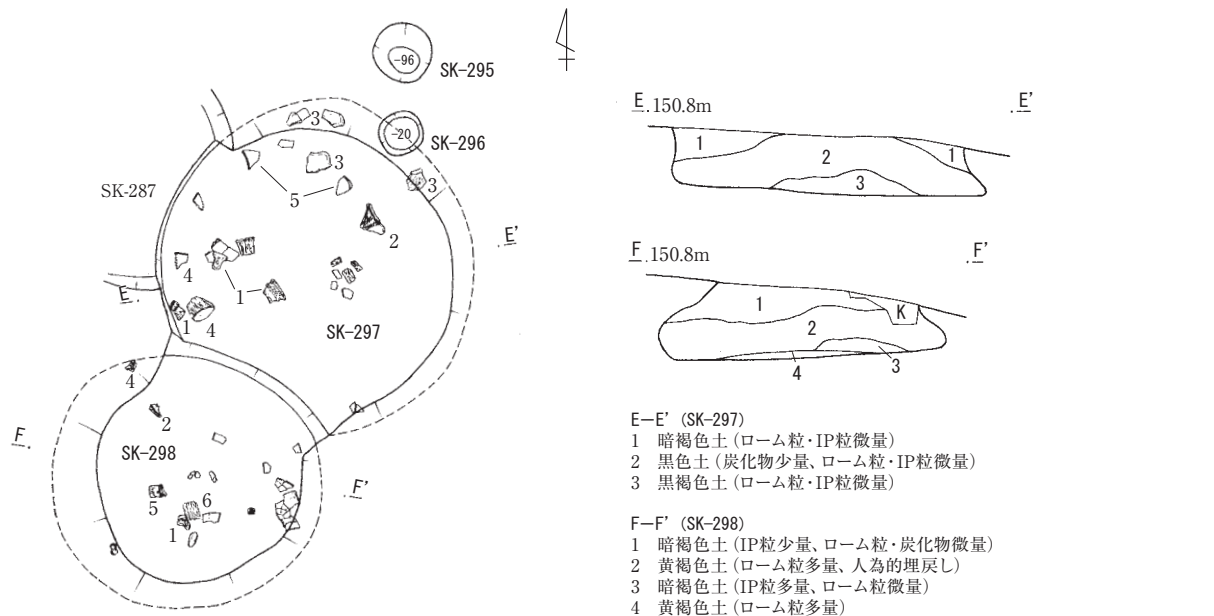 -96
SK-295
3
-20
SK-296
3
3
SK-287
5
2
E'
4
1
E.
1
4
SK-297
4
2
F.
SK-298
F'
5
6
1
E.150.8m
.E'
1
2
1
3
F.150.8m
.F'
1
K
2
3
4
E―E' (SK-297)
1 暗褐色土(ローム粒・IP粒微量)
2 黒色土(炭化物少量、ローム粒・IP粒微量)
3 黒褐色土(ローム粒・IP粒微量)
F―F' (SK-298)
1 暗褐色土(IP粒少量、ローム粒・炭化物微量)
2 黄褐色土(ローム粒多量、人為的埋戻し)
3 暗褐色土(IP粒多量、ローム粒微量)
4 黄褐色土(ローム粒多量)